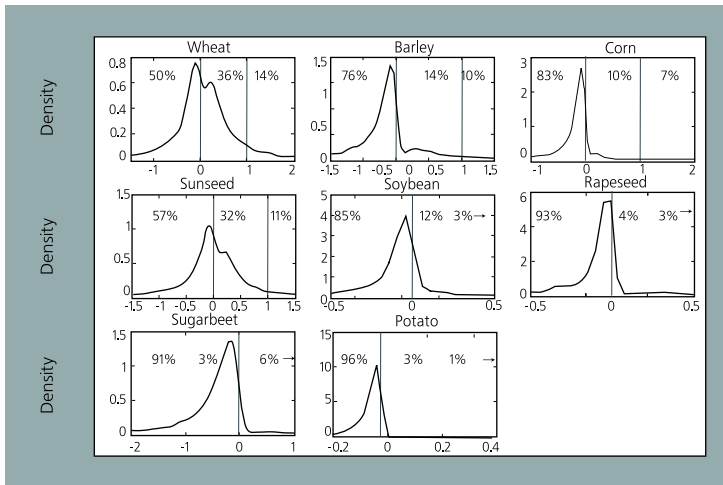 Wheat Barley Corn
Density
0.8 0.6 0.4 0.2 0
50% 36% 14%
-1 0 1 2
1.5 1 0.5 0
76% 14% 10%
-1.5 -1 -0.5 0 0.5 1 1.5
3 2 1 0
83% 10% 7%
-1 0 1 2
Sunseed Soybean Rapeseed
Density
1.5 1 0.5 0
57% 32% 11%
-1.5 -1 -0.5 0 0.5 1 1.5
5 4 3 2 1 0
85% 12% 3%→
-0.5 0 0.5
6 4 2 0
93% 4% 3%→
-0.5 0 0.5
Sugarbeet Potato
Density
1.5 1 0.5 0
91% 3% 6% →
-2 -1 0 1
15 10 5 0
96% 3% 1% →
-0.2 0 0.2 0.4